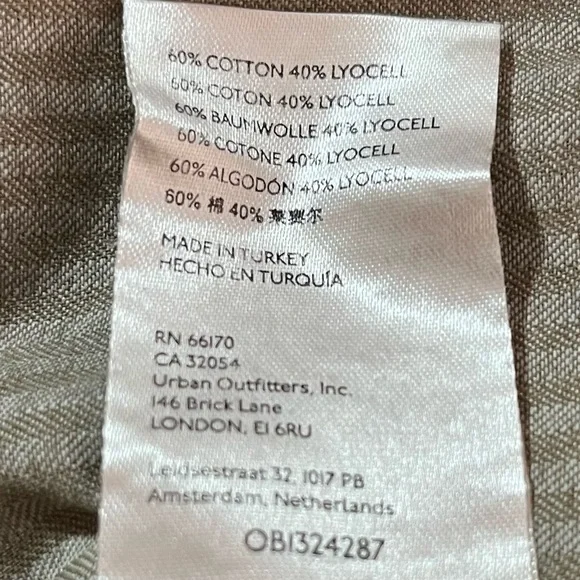 60% COTTON 40% LYOCELL
60% COTON 40% LYOCELL
60% BAUMWOLLE 40% LYOCELL
60% COTONE 40% LYOCELL
60% ALGODÓN 40% LYOCELL
60% 棉 40% 莱赛尔
MADE IN TURKEY
HECHO EN TURQUÍA
RN 66170
CA 32054
Urban Outfitters, Inc.
146 Brick Lane
LONDON, E1 6RU
Leidsestraat 32, 1017 PB
Amsterdam, Netherlands
OB1324287